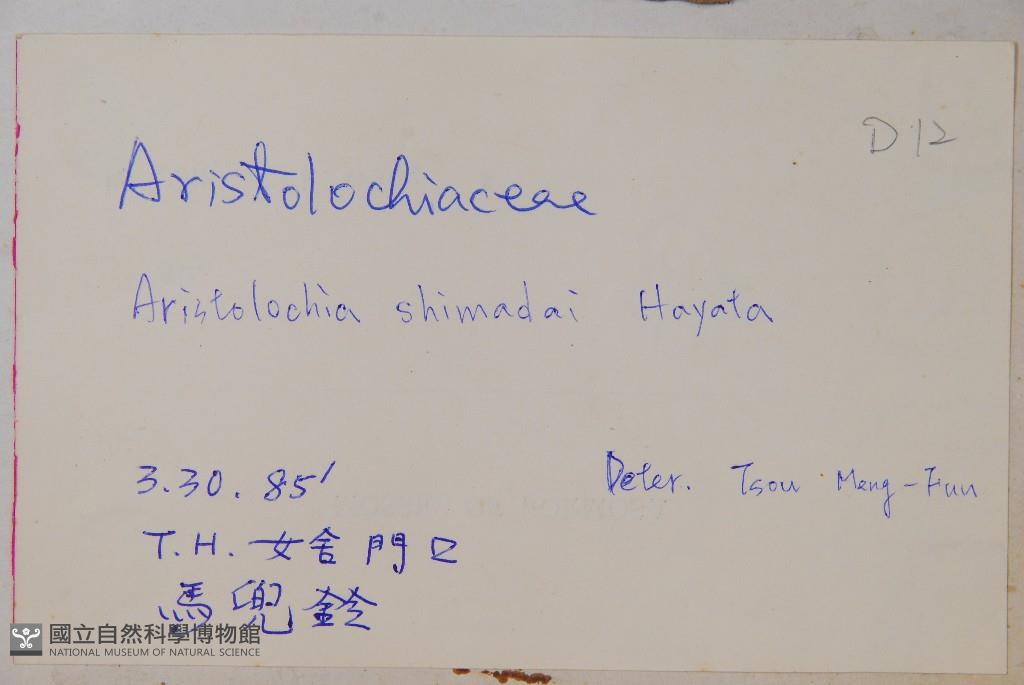 D12
Aristolochiaceae
Aristolochia shimadai Hayata
3.30.85'
Deter. Tsou Meng-Fun
T.H. 女舍門口
馬兜鈴
國立自然科學博物館
NATIONAL MUSEUM OF NATURAL SCIENCE